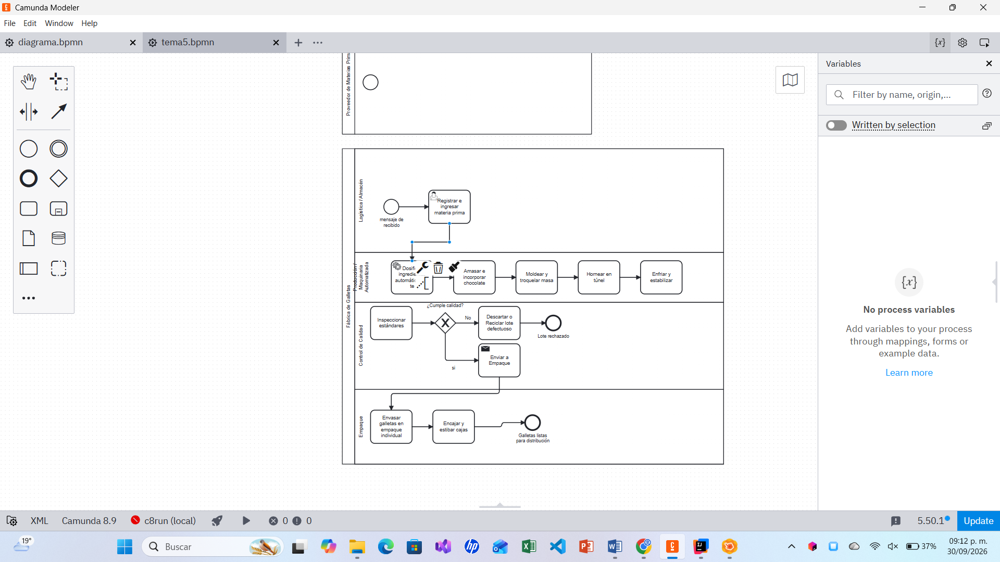 Camunda Modeler
File Edit Window Help
diagrama.bpmn
tema5.bpmn
Variables
Filter by name, origin,...
Written by selection
No process variables
Add variables to your process
through mappings, forms or
example data.
Learn more
Proveedor de Materias Prim
Fábrica de Galletas
Logística / Almacén
mensaje de
recibido
Registrar e
ingresar
materia prima
Producción /
Maquinaria
Automatizada
Dosifi
ingredie
automátic
te
Amasar e
incorporar
chocolate
Moldear y
troquelar masa
Hornear en
túnel
Enfriar y
estabilizar
Control de Calidad
Inspeccionar
estándares
¿Cumple calidad?
No
si
Descartar o
Reciclar lote
defectuoso
Lote rechazado
Enviar a
Empaque
Empaque
Envasar
galletas en
empaque
individual
Encajar y
estibar cajas
Galletas listas
para distribución
XML Camunda 8.9 c8run (local) 0 0
5.50.1 Update
19°
Buscar
37%
09:12 p. m.
30/09/2026